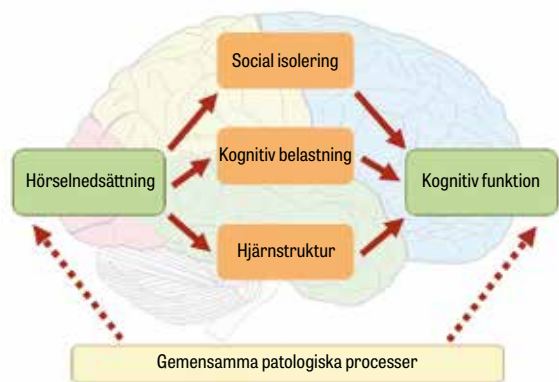 Social isolering
Hörselnedsättning
Kognitiv belastning
Kognitiv funktion
Hjärnstruktur
Gemensamma patologiska processer